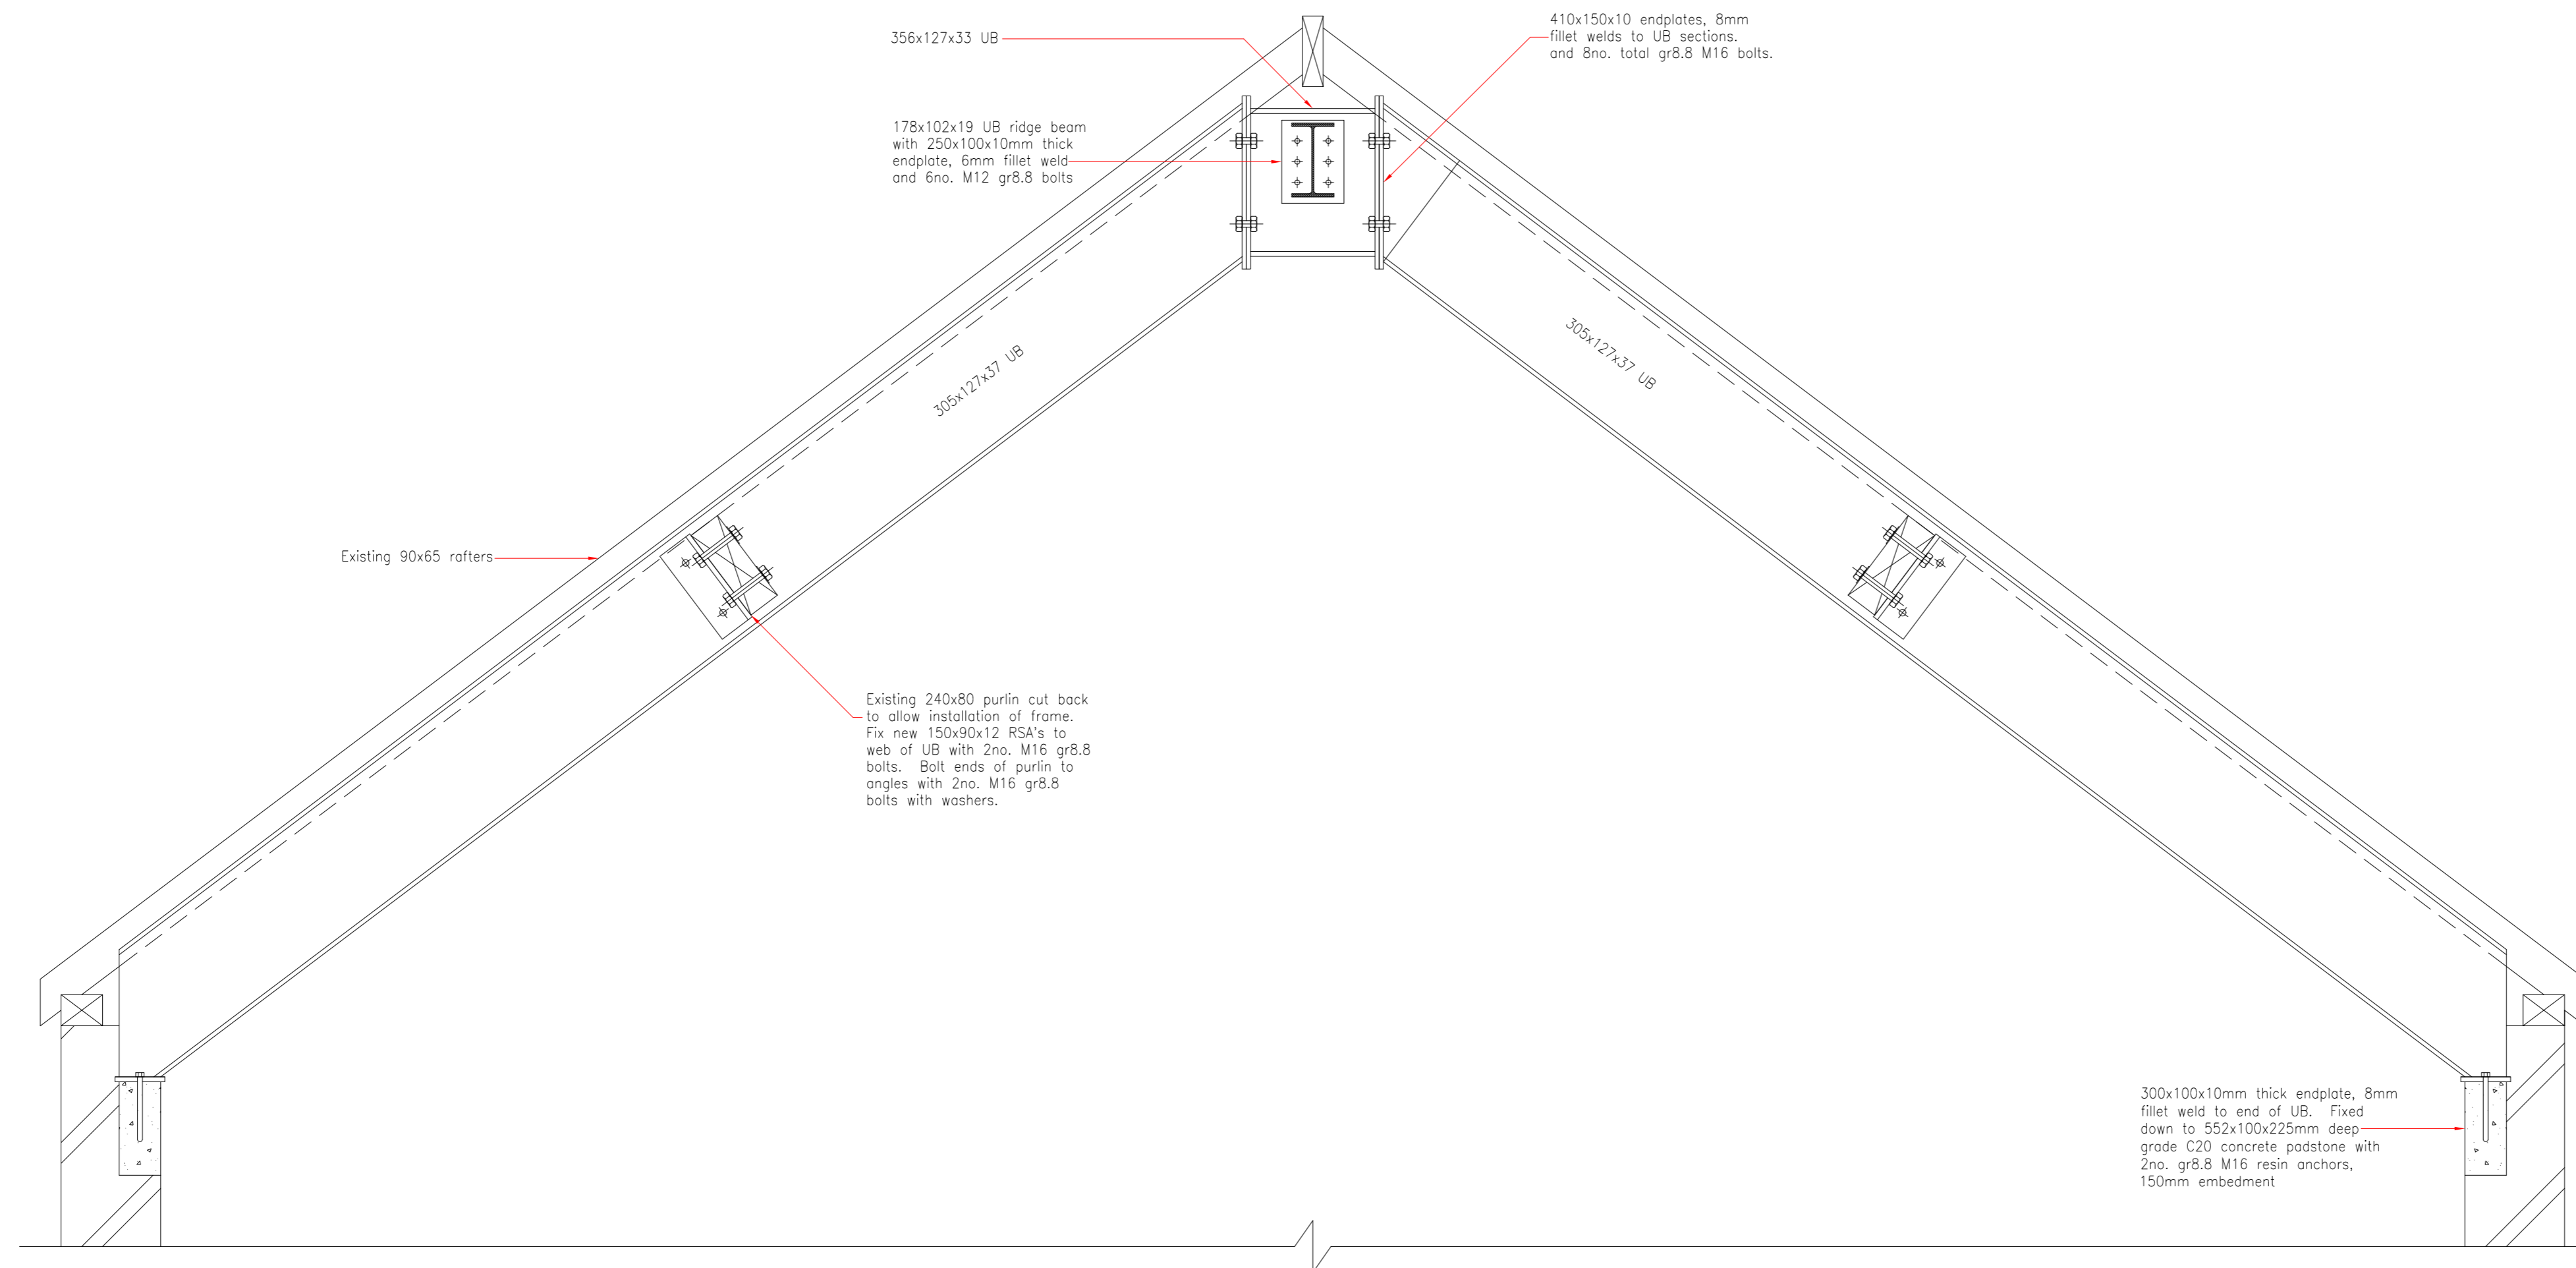 356x127x33 UB
410x150x10 endplates, 8mm
fillet welds to UB sections.
and 8no. total gr8.8 M16 bolts.
178x102x19 UB ridge beam
with 250x100x10mm thick
endplate, 6mm fillet weld
and 6no. M12 gr8.8 bolts
305x127x37 UB
305x127x37 UB
Existing 90x65 rafters
Existing 240x80 purlin cut back
to allow installation of frame.
Fix new 150x90x12 RSA's to
web of UB with 2no. M16 gr8.8
bolts. Bolt ends of purlin to
angles with 2no. M16 gr8.8
bolts with washers.
300x100x10mm thick endplate, 8mm
fillet weld to end of UB. Fixed
down to 552x100x225mm deep
grade C20 concrete padstone with
2no. gr8.8 M16 resin anchors,
150mm embedment